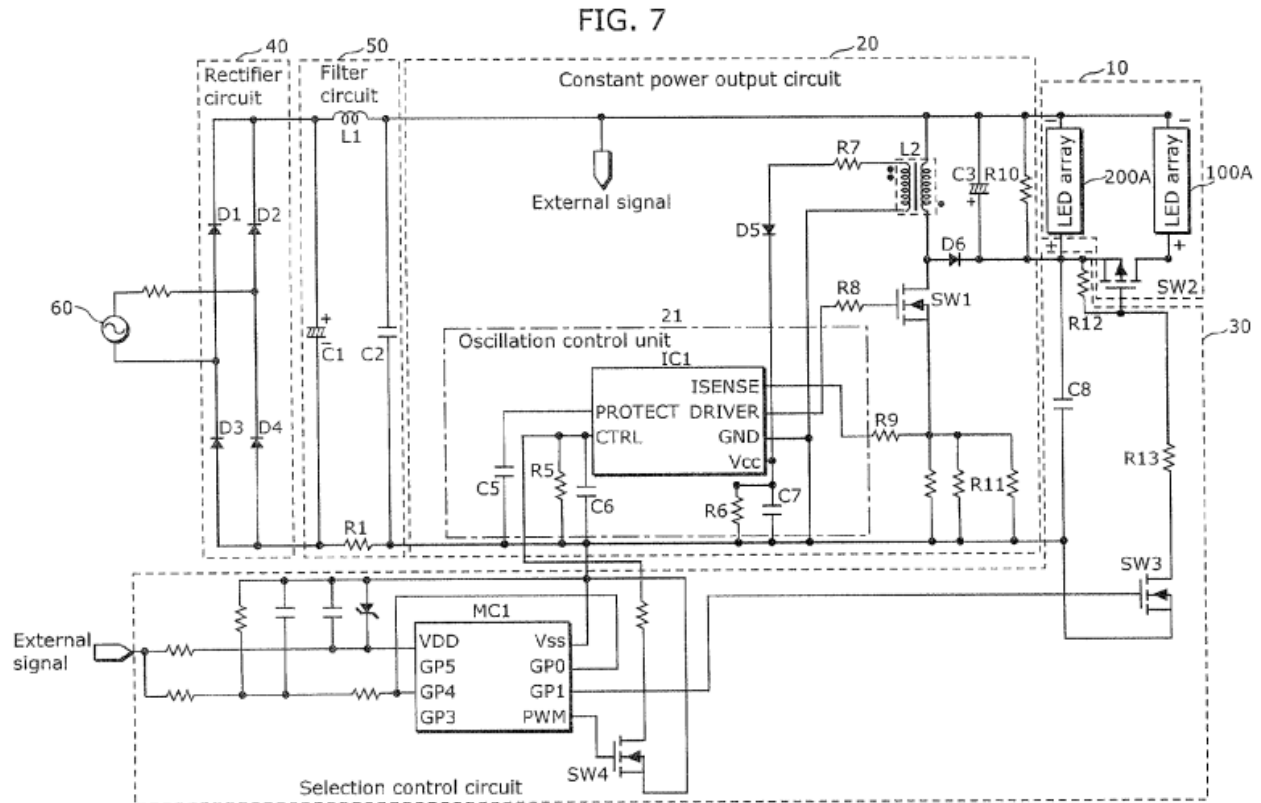 FIG. 7
40
50
20
10
Rectifier
circuit
Filter
circuit
Constant power output circuit
L1
R7
L2
C3
R10
LED array
200A
LED array
100A
External signal
D1
D2
D5
D6
SW2
60
R8
SW1
R12
30
+
C1
C2
21
Oscillation control unit
IC1
ISENSE
PROTECT
DRIVER
CTRL
GND
Vcc
R9
C8
D3
D4
R5
C5
C6
R6
C7
R11
R13
R1
SW3
MC1
External
signal
VDD
Vss
GP5
GP0
GP4
GP1
GP3
PWM
SW4
Selection control circuit